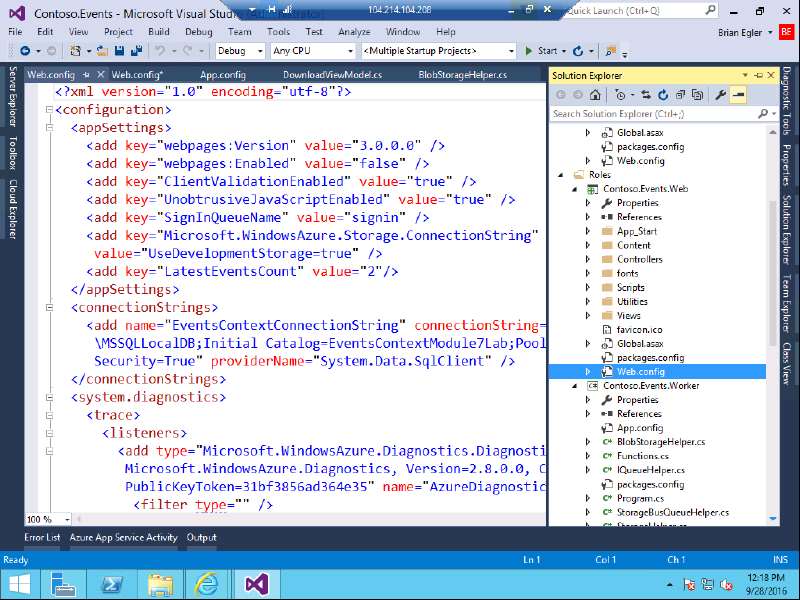 Contoso.Events - Microsoft Visual Stud
104.214.104.208
Quick Launch (Ctrl+Q)
File Edit View Project Build Debug Team Tools Test Analyze Window Help
Brian Egler
BE
Debug Any CPU <Multiple Startup Projects> Start
Server Explorer
Toolbox
Cloud Explorer
Web.config Web.config* App.config DownloadViewModel.cs BlobStorageHelper.cs
<?xml version="1.0" encoding="utf-8"?>
<configuration>
<appSettings>
<add key="webpages:Version" value="3.0.0.0" />
<add key="webpages:Enabled" value="false" />
<add key="ClientValidationEnabled" value="true" />
<add key="UnobtrusiveJavaScriptEnabled" value="true" />
<add key="SignInQueueName" value="signin" />
<add key="Microsoft.WindowsAzure.Storage.ConnectionString"
value="UseDevelopmentStorage=true" />
<add key="LatestEventsCount" value="2"/>
</appSettings>
<connectionStrings>
<add name="EventsContextConnectionString" connectionString=
\MSSQLLocalDB;Initial Catalog=EventsContextModule7Lab;Pool
Security=True" providerName="System.Data.SqlClient" />
</connectionStrings>
<system.diagnostics>
<trace>
<listeners>
<add type="Microsoft.WindowsAzure.Diagnostics.Diagnosti
Microsoft.WindowsAzure.Diagnostics, Version=2.8.0.0, C
PublicKeyToken=31bf3856ad364e35" name="AzureDiagnostic
<filter type="" />
100 %
Solution Explorer
Search Solution Explorer (Ctrl+;)
Global.asax
packages.config
Web.config
Roles
Contoso.Events.Web
Properties
References
App_Start
Content
Controllers
fonts
Scripts
Utilities
Views
favicon.ico
Global.asax
packages.config
Web.config
Contoso.Events.Worker
Properties
References
App.config
BlobStorageHelper.cs
Functions.cs
IQueueHelper.cs
packages.config
Program.cs
StorageBusQueueHelper.cs
StorageHelper.cs
Diagnostic Tools
Properties
Solution Explorer
Team Explorer
Class View
Error List Azure App Service Activity Output
Ready Ln 1 Col 1 Ch 1 INS
12:18 PM
9/28/2016